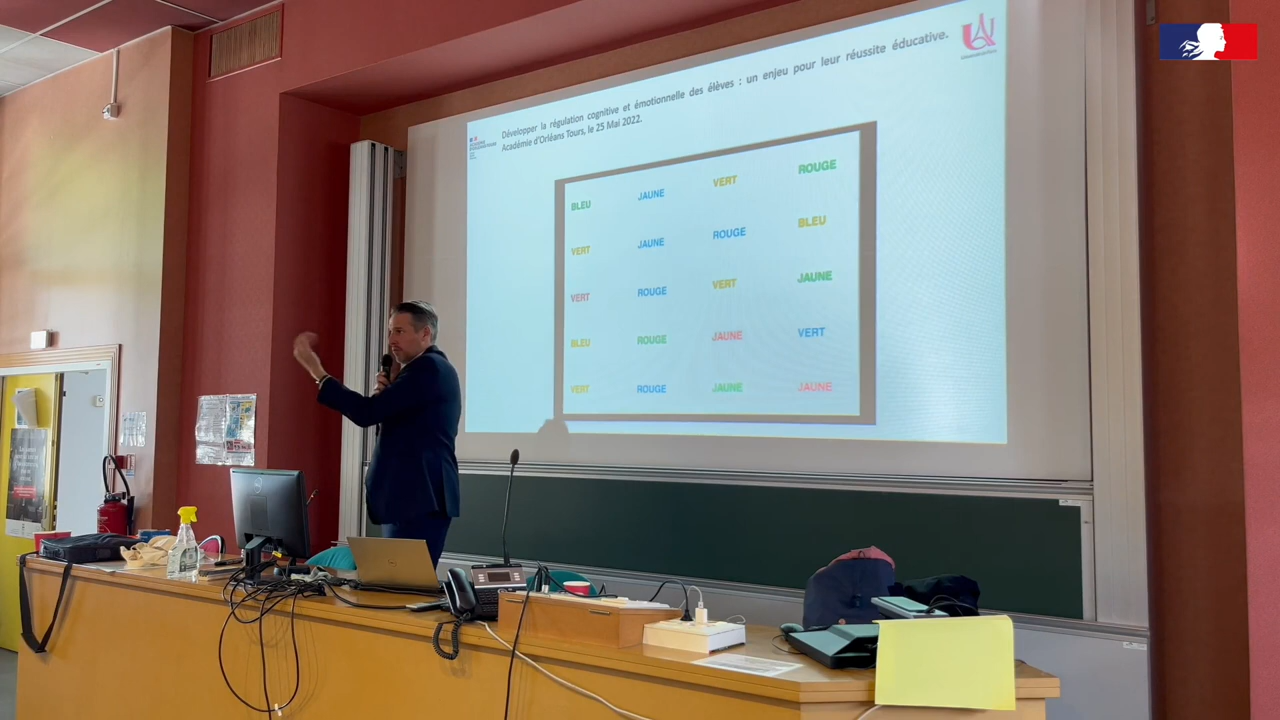 Développer la régulation cognitive et émotionnelle des élèves : un enjeu pour leur réussite éducative.
Académie d'Orléans Tours, le 25 Mai 2022.
BLEU JAUNE VERT ROUGE
VERT JAUNE ROUGE BLEU
VERT ROUGE VERT JAUNE
BLEU ROUGE JAUNE VERT
VERT ROUGE JAUNE JAUNE